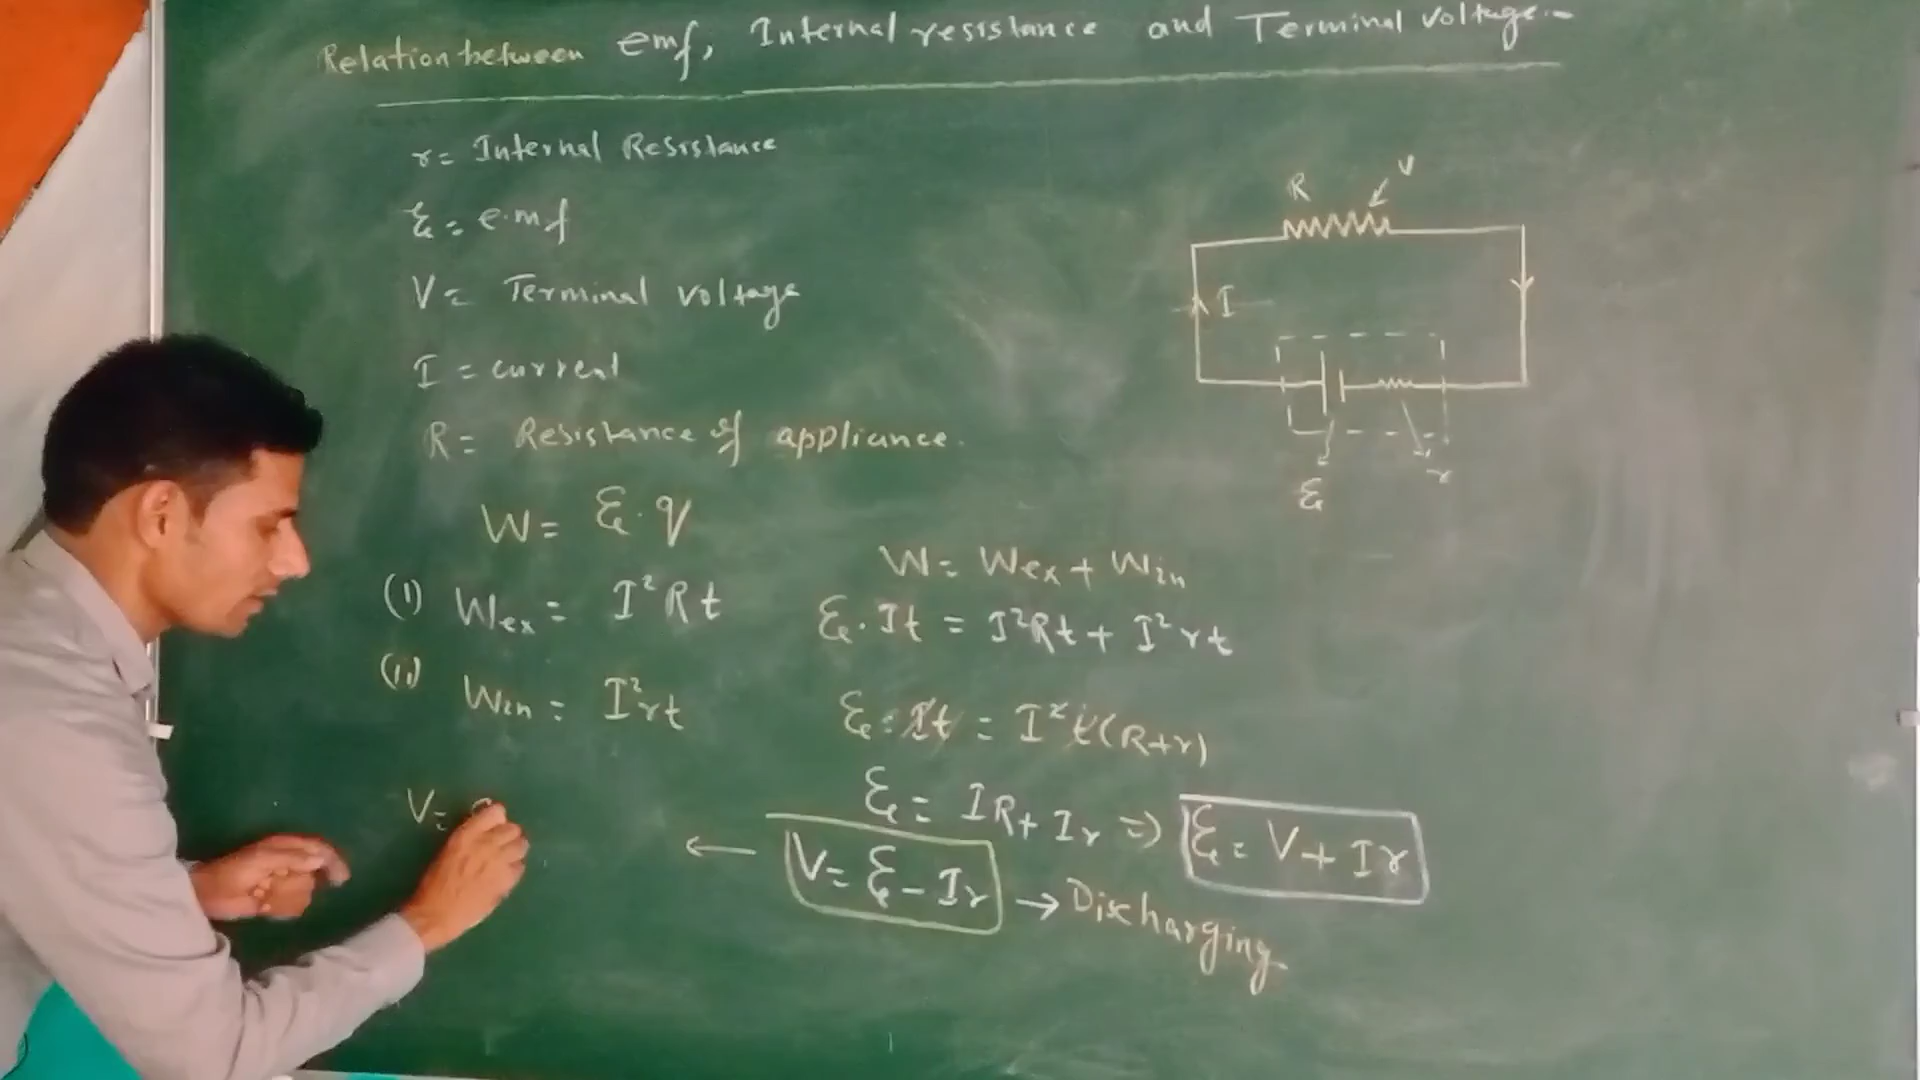 Relation between emf, Internal resistance and Terminal voltage:-
r = Internal Resistance
ξ = e.m.f
V = Terminal voltage
I = current
R = Resistance of appliance.
W = ξ.q
(i) Wex = I²Rt
(ii) Win = I²rt
V =
W = Wex + Win
ξ.It = I²Rt + I²rt
ξ.It = I²t(R+r)
ξ = IR + Ir ⇒ ξ = V + Ir
← V = ξ - Ir → Discharging
R V
I
ξ r